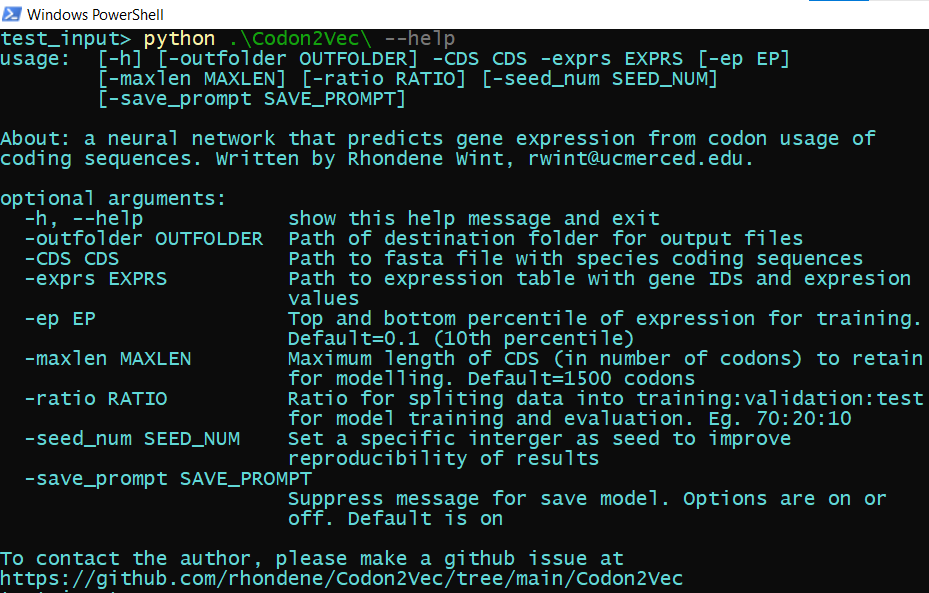 Windows PowerShell
test_input> python .\Codon2Vec\ --help
usage:  [-h] [-outfolder OUTFOLDER] -CDS CDS -exprs EXPRS [-ep EP]
[-maxlen MAXLEN] [-ratio RATIO] [-seed_num SEED_NUM]
[-save_prompt SAVE_PROMPT]
About: a neural network that predicts gene expression from codon usage of
coding sequences. Written by Rhondene Wint, rwint@ucmerced.edu.
optional arguments:
-h, --help            show this help message and exit
-outfolder OUTFOLDER  Path of destination folder for output files
-CDS CDS              Path to fasta file with species coding sequences
-exprs EXPRS          Path to expression table with gene IDs and expresion
values
-ep EP                Top and bottom percentile of expression for training.
Default=0.1 (10th percentile)
-maxlen MAXLEN        Maximum length of CDS (in number of codons) to retain
for modelling. Default=1500 codons
-ratio RATIO          Ratio for spliting data into training:validation:test
for model training and evaluation. Eg. 70:20:10
-seed_num SEED_NUM    Set a specific interger as seed to improve
reproducibility of results
-save_prompt SAVE_PROMPT
Suppress message for save model. Options are on or
off. Default is on
To contact the author, please make a github issue at
https://github.com/rhondene/Codon2Vec/tree/main/Codon2Vec